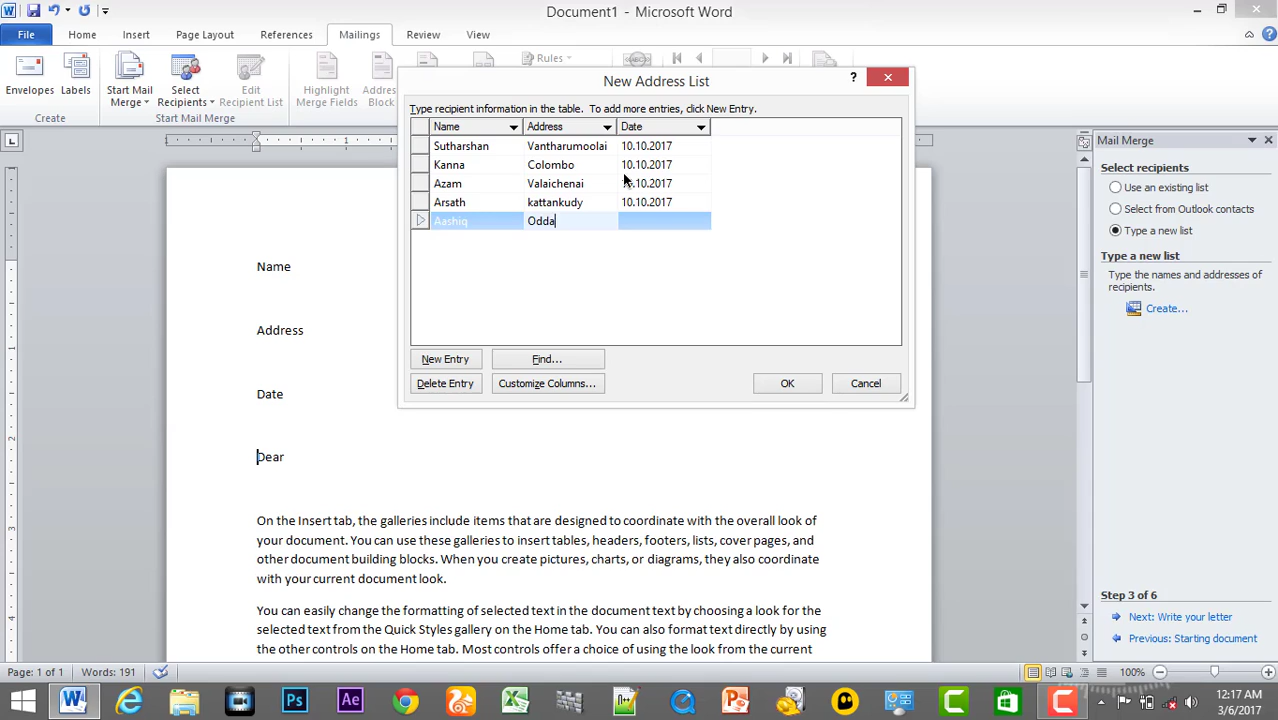 Document1 - Microsoft Word
File Home Insert Page Layout References Mailings Review View
Envelopes
Labels
Create
Start Mail Merge
Select Recipients
Edit Recipient List
Start Mail Merge
Highlight Merge Fields
Address Block
Rules
New Address List
?
Type recipient information in the table. To add more entries, click New Entry.
Name Address Date
Sutharshan Vantharumoolai 10.10.2017
Kanna Colombo 10.10.2017
Azam Valaichenai 10.10.2017
Arsath kattankudy 10.10.2017
Aashiq Odda
New Entry Find...
Delete Entry Customize Columns... OK Cancel
Name
Address
Date
Dear
On the Insert tab, the galleries include items that are designed to coordinate with the overall look of
your document. You can use these galleries to insert tables, headers, footers, lists, cover pages, and
other document building blocks. When you create pictures, charts, or diagrams, they also coordinate
with your current document look.
You can easily change the formatting of selected text in the document text by choosing a look for the
selected text from the Quick Styles gallery on the Home tab. You can also format text directly by using
the other controls on the Home tab. Most controls offer a choice of using the look from the current
Mail Merge
Select recipients
Use an existing list
Select from Outlook contacts
Type a new list
Type a new list
Type the names and addresses of
recipients.
Create...
Step 3 of 6
Next: Write your letter
Previous: Starting document
Page: 1 of 1 Words: 191 100%
12:17 AM
3/6/2017